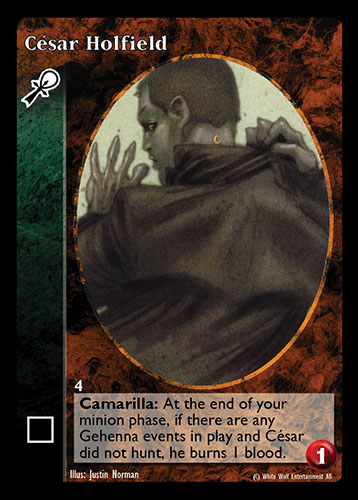 César Holfield
4
Camarilla: At the end of your
minion phase, if there are any
Gehenna events in play and César
did not hunt, he burns 1 blood.
1
Illus: Justin Norman
(C) White Wolf Entertainment AB